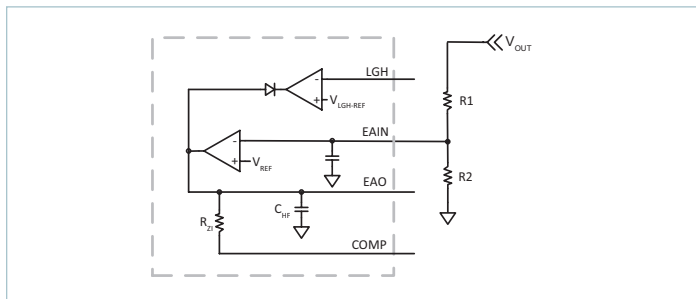 V_OUT
LGH
R1
-
+
V_LGH-REF
EAIN
-
+
V_REF
R2
EAO
C_HF
R_ZI
COMP